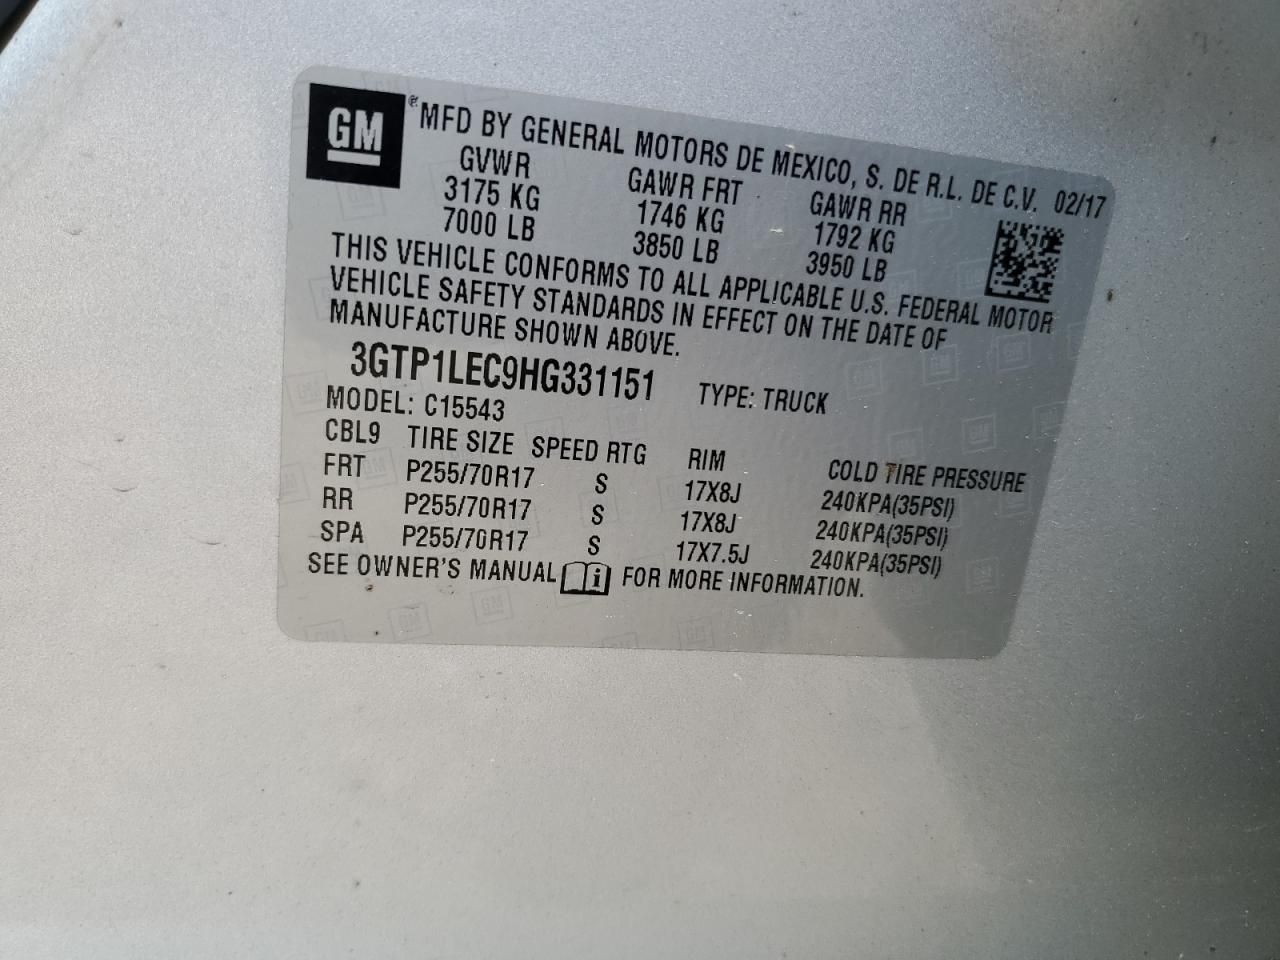 GM
® MFD BY GENERAL MOTORS DE MEXICO, S. DE R.L. DE C.V. 02/17
GVWR GAWR FRT GAWR RR
3175 KG 1746 KG 1792 KG
7000 LB 3850 LB 3950 LB
THIS VEHICLE CONFORMS TO ALL APPLICABLE U.S. FEDERAL MOTOR
VEHICLE SAFETY STANDARDS IN EFFECT ON THE DATE OF
MANUFACTURE SHOWN ABOVE.
3GTP1LEC9HG331151 TYPE: TRUCK
MODEL: C15543
CBL9 TIRE SIZE SPEED RTG RIM COLD TIRE PRESSURE
FRT P255/70R17 S 17X8J 240KPA(35PSI)
RR P255/70R17 S 17X8J 240KPA(35PSI)
SPA P255/70R17 S 17X7.5J 240KPA(35PSI)
SEE OWNER'S MANUAL i FOR MORE INFORMATION.